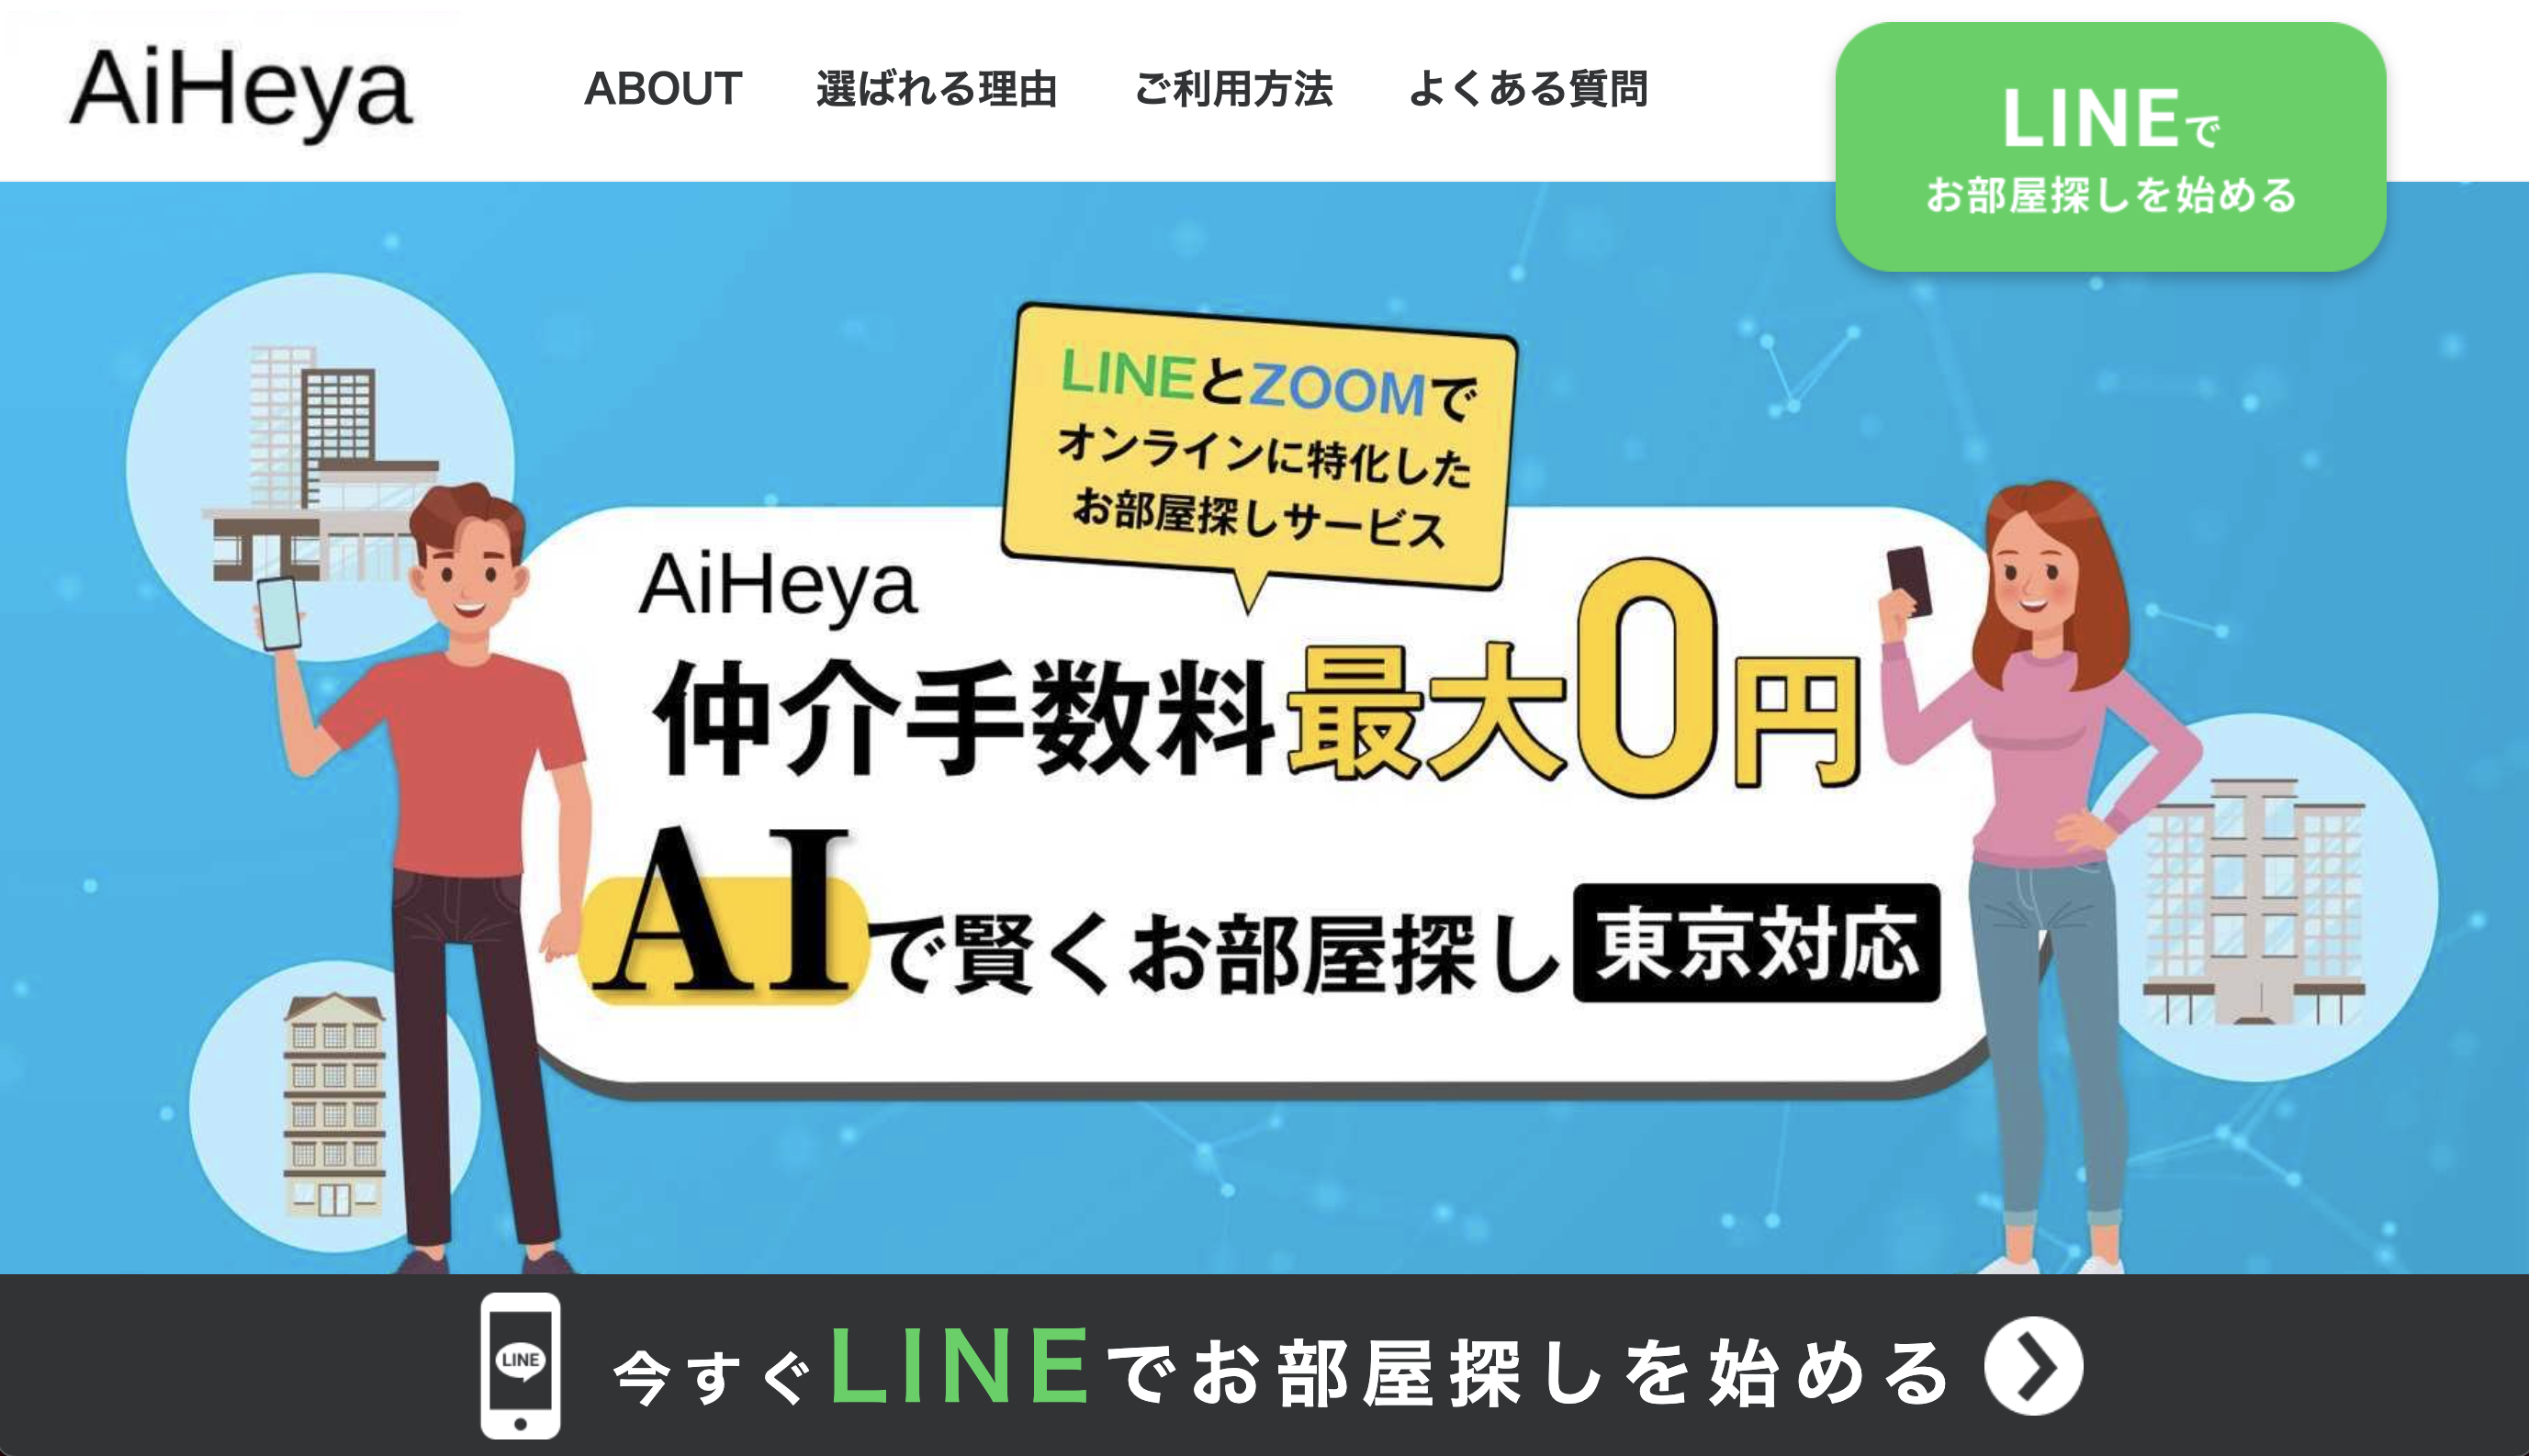 AiHeya
ABOUT 選ばれる理由 ご利用方法 よくある質問
LINEで
お部屋探しを始める
LINEとZOOMで
オンラインに特化した
お部屋探しサービス
AiHeya
仲介手数料最大0円
AIで賢くお部屋探し 東京対応
LINE
今すぐLINEでお部屋探しを始める